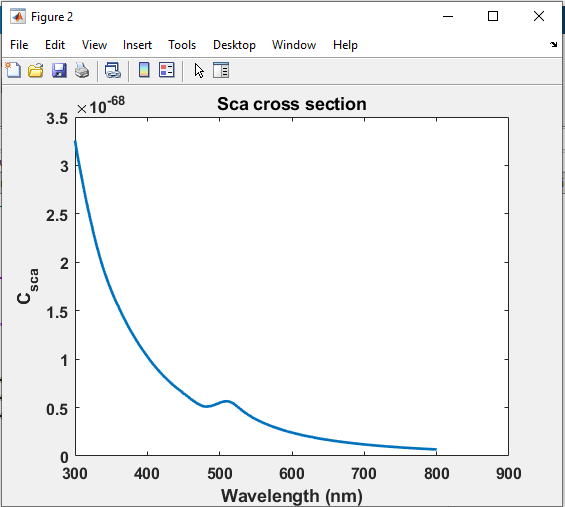 Figure 2
File Edit View Insert Tools Desktop Window Help
×10-68
Sca cross section
3.5
3
2.5
2
1.5
1
0.5
0
Csca
300 400 500 600 700 800 900
Wavelength (nm)